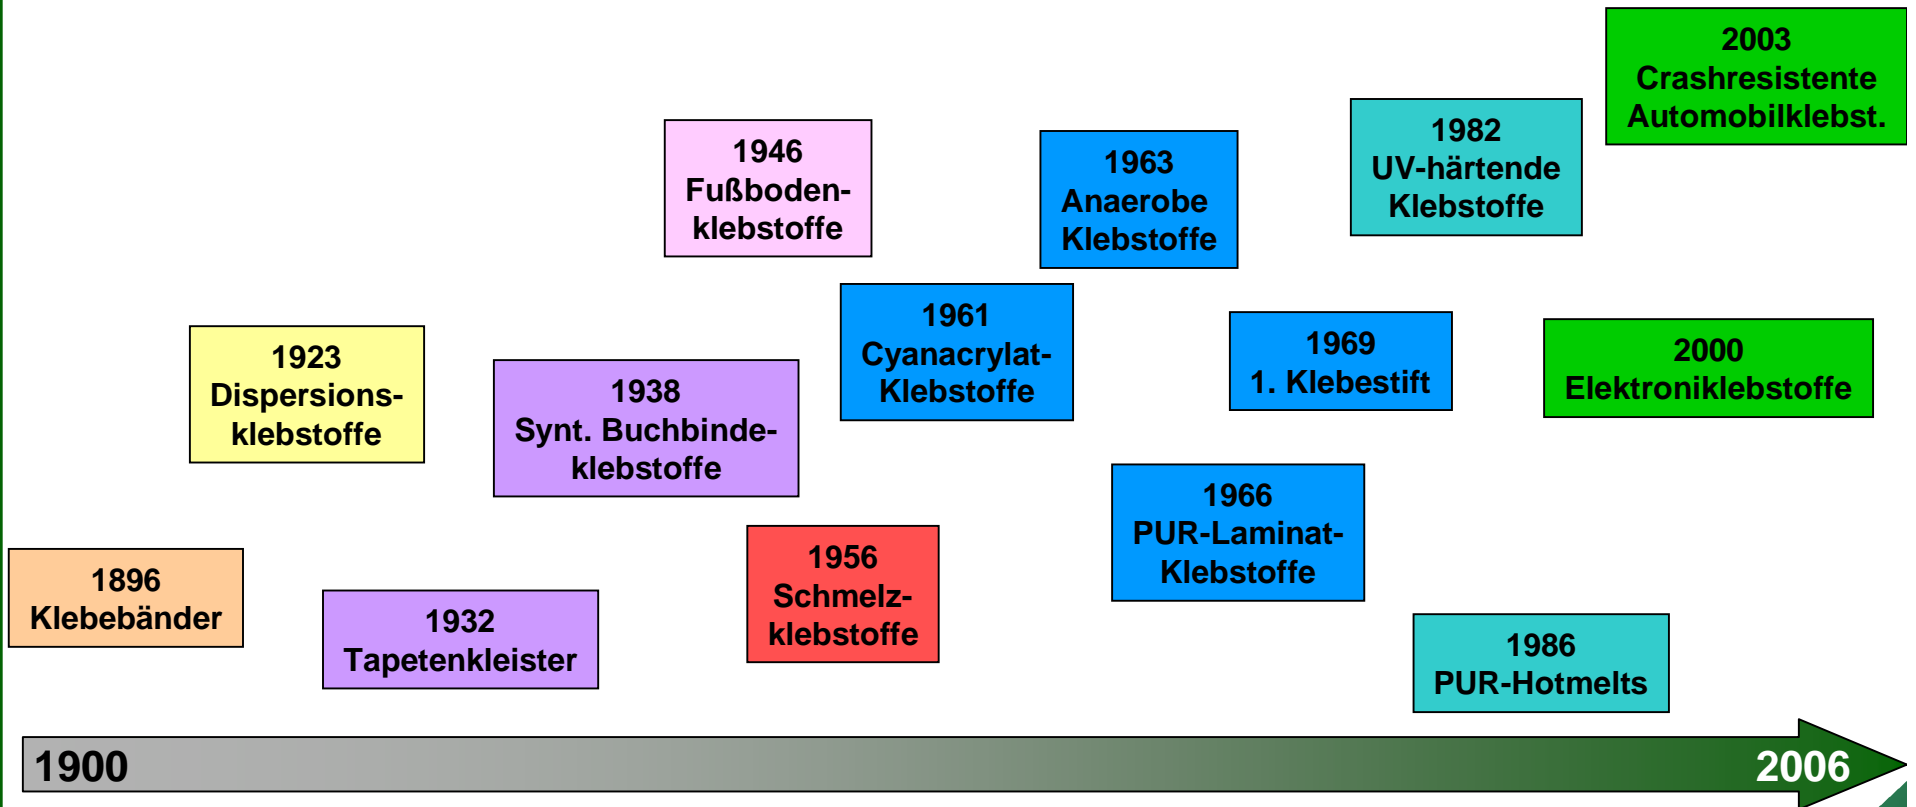 2003
Crashresistente
Automobilklebst.
1982
UV-härtende
Klebstoffe
1946
Fußboden-
klebstoffe
1963
Anaerobe
Klebstoffe
1961
Cyanacrylat-
Klebstoffe
1969
1. Klebestift
2000
Elektroniklebstoffe
1923
Dispersions-
klebstoffe
1938
Synt. Buchbinde-
klebstoffe
1966
PUR-Laminat-
Klebstoffe
1956
Schmelz-
klebstoffe
1896
Klebebänder
1932
Tapetenkleister
1986
PUR-Hotmelts
1900
2006